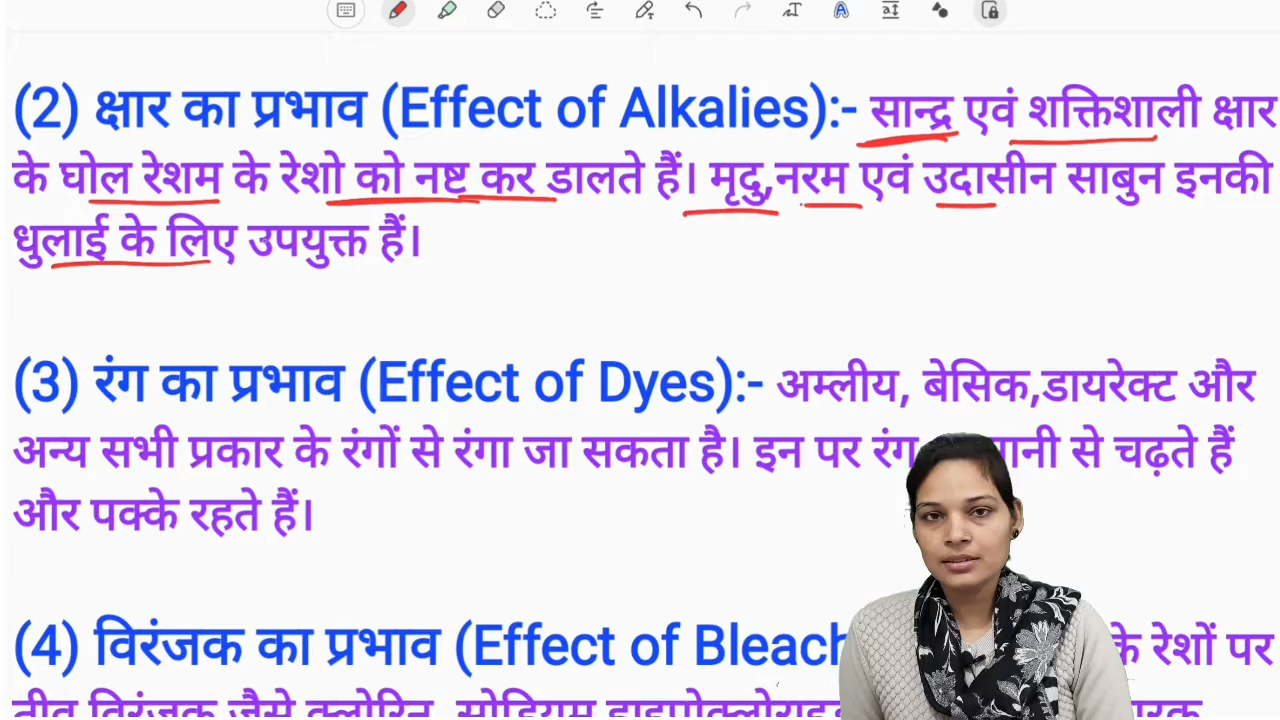 (2) क्षार का प्रभाव (Effect of Alkalies):- सान्द्र एवं शक्तिशाली क्षार
के घोल रेशम के रेशो को नष्ट कर डालते हैं। मृदु,नरम एवं उदासीन साबुन इनकी
धुलाई के लिए उपयुक्त हैं।
(3) रंग का प्रभाव (Effect of Dyes):- अम्लीय, बेसिक,डायरेक्ट और
अन्य सभी प्रकार के रंगों से रंगा जा सकता है। इन पर रंग से चढ़ते हैं
और पक्के रहते हैं।
(4) विरंजक का प्रभाव (Effect of Bleach के रेशों पर
तीव्र विरंजक जैसे क्लोरिन, सोडियम